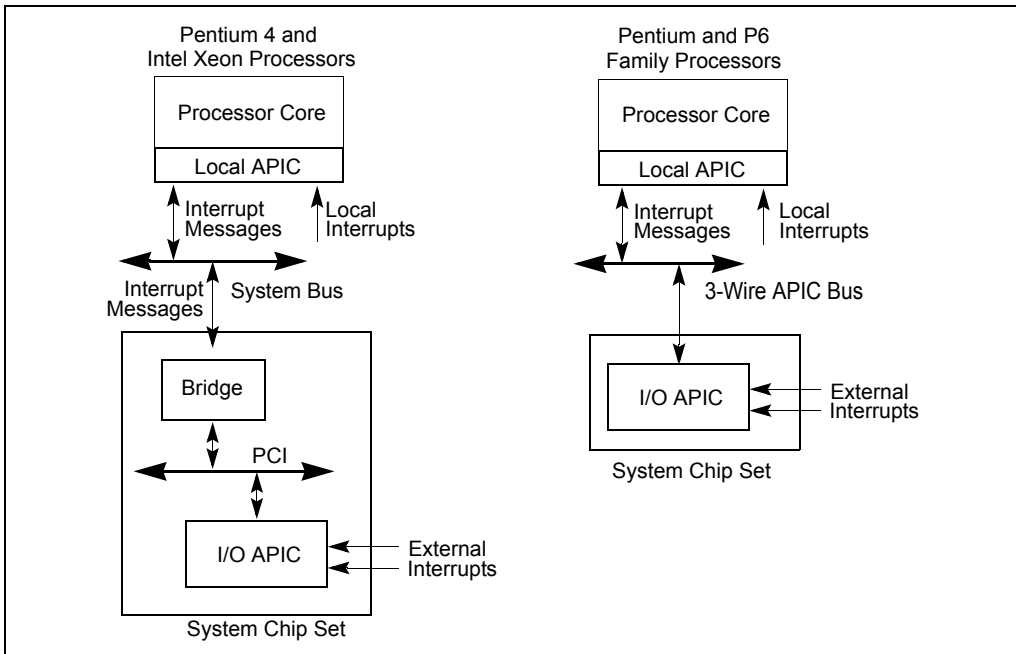 Pentium 4 and
Intel Xeon Processors
Processor Core
Local APIC
Interrupt
Messages
Local
Interrupts
Interrupt
Messages
System Bus
Bridge
PCI
I/O APIC
External
Interrupts
System Chip Set
Pentium and P6
Family Processors
Processor Core
Local APIC
Interrupt
Messages
Local
Interrupts
3-Wire APIC Bus
I/O APIC
External
Interrupts
System Chip Set